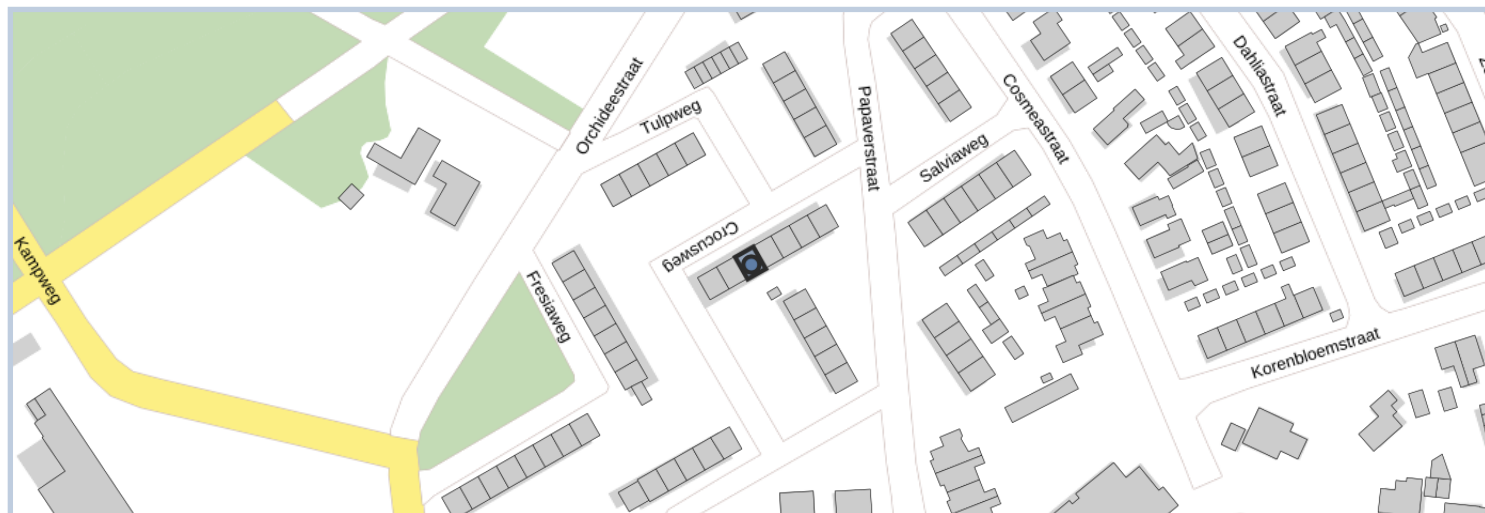 Orchideestraat
Tulpweg
Papaverstraat
Cosmeastraat
Dahliastraat
Salviaweg
Crocusweg
Kampweg
Fresiaweg
Korenbloemstraat